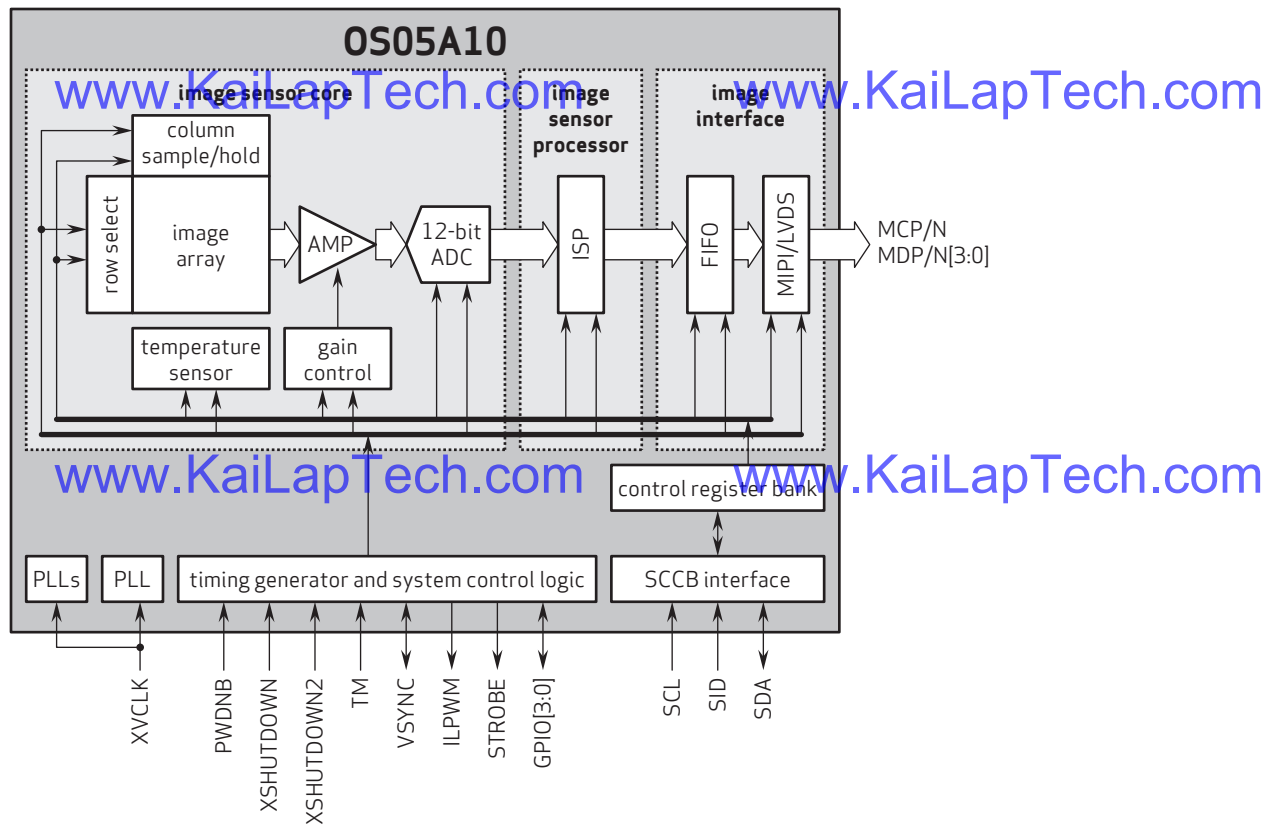 OS05A10
www.KaiLapTech.com
www.KaiLapTech.com
image sensor core
image
sensor
processor
image
interface
column
sample/hold
row select
image
array
AMP
12-bit
ADC
ISP
FIFO
MIPI/LVDS
MCP/N
MDP/N[3:0]
temperature
sensor
gain
control
www.KaiLapTech.com
www.KaiLapTech.com
control register bank
PLLs
PLL
timing generator and system control logic
SCCB interface
XVCLK
PWDNB
XSHUTDOWN
XSHUTDOWN2
TM
VSYNC
ILPWM
STROBE
GPIO[3:0]
SCL
SID
SDA